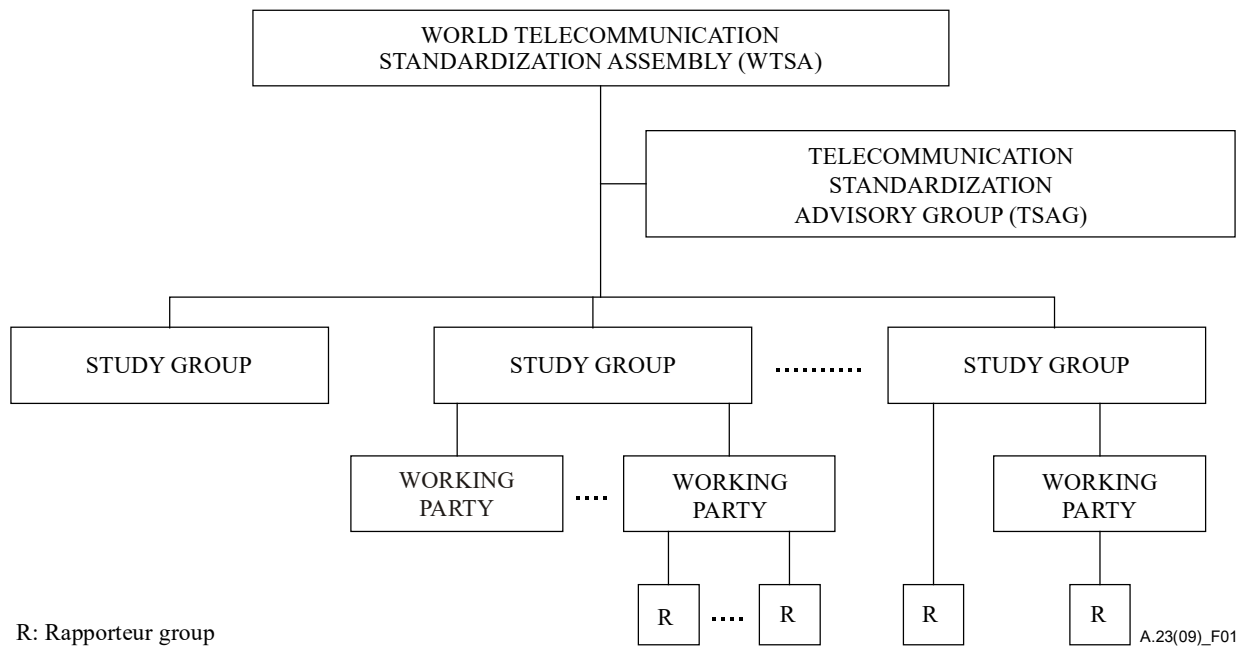 WORLD TELECOMMUNICATION
STANDARDIZATION ASSEMBLY (WTSA)
TELECOMMUNICATION
STANDARDIZATION
ADVISORY GROUP (TSAG)
STUDY GROUP
STUDY GROUP
..........
STUDY GROUP
WORKING
PARTY
....
WORKING
PARTY
WORKING
PARTY
R
....
R
R
R
R: Rapporteur group
A.23(09)_F01